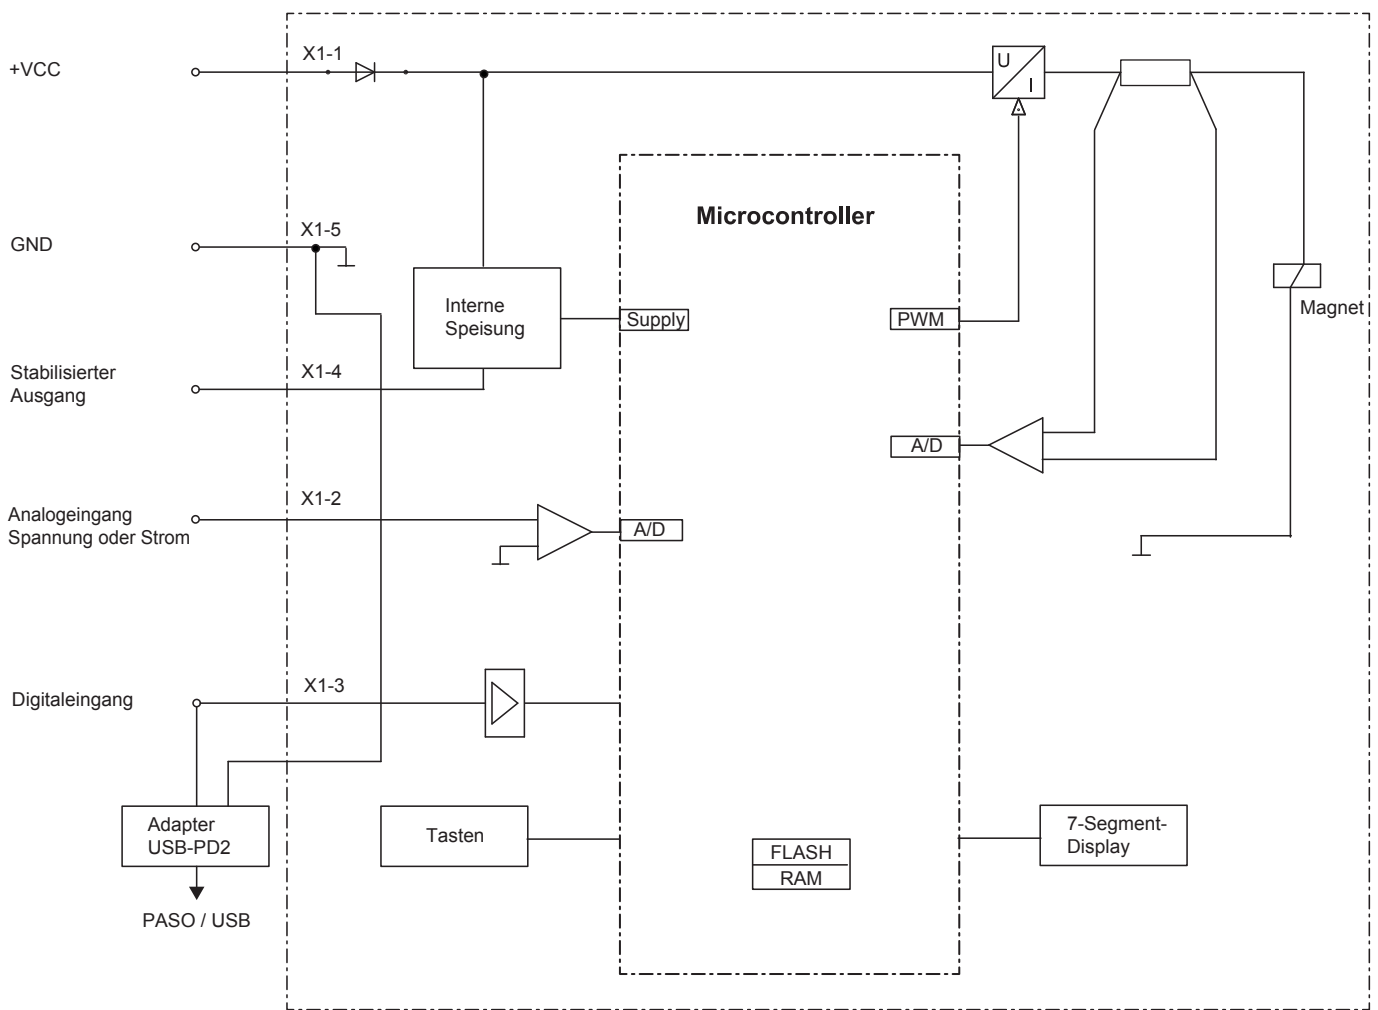 +VCC
X1-1
U
I
Microcontroller
GND
X1-5
Interne
Speisung
Supply
PWM
Magnet
Stabilisierter
Ausgang
X1-4
A/D
Analogeingang
Spannung oder Strom
X1-2
A/D
Digitaleingang
X1-3
Adapter
USB-PD2
Tasten
FLASH
RAM
7-Segment-
Display
PASO / USB